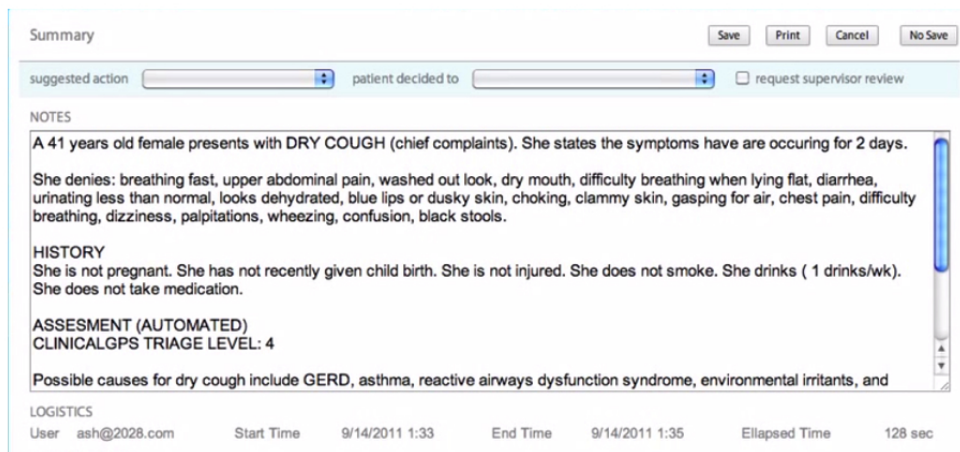 Summary
Save Print Cancel No Save
suggested action patient decided to request supervisor review
NOTES
A 41 years old female presents with DRY COUGH (chief complaints). She states the symptoms have are occuring for 2 days.
She denies: breathing fast, upper abdominal pain, washed out look, dry mouth, difficulty breathing when lying flat, diarrhea,
urinating less than normal, looks dehydrated, blue lips or dusky skin, choking, clammy skin, gasping for air, chest pain, difficulty
breathing, dizziness, palpitations, wheezing, confusion, black stools.
HISTORY
She is not pregnant. She has not recently given child birth. She is not injured. She does not smoke. She drinks ( 1 drinks/wk).
She does not take medication.
ASSESMENT (AUTOMATED)
CLINICALGPS TRIAGE LEVEL: 4
Possible causes for dry cough include GERD, asthma, reactive airways dysfunction syndrome, environmental irritants, and
LOGISTICS
User ash@2028.com Start Time 9/14/2011 1:33 End Time 9/14/2011 1:35 Ellapsed Time 128 sec